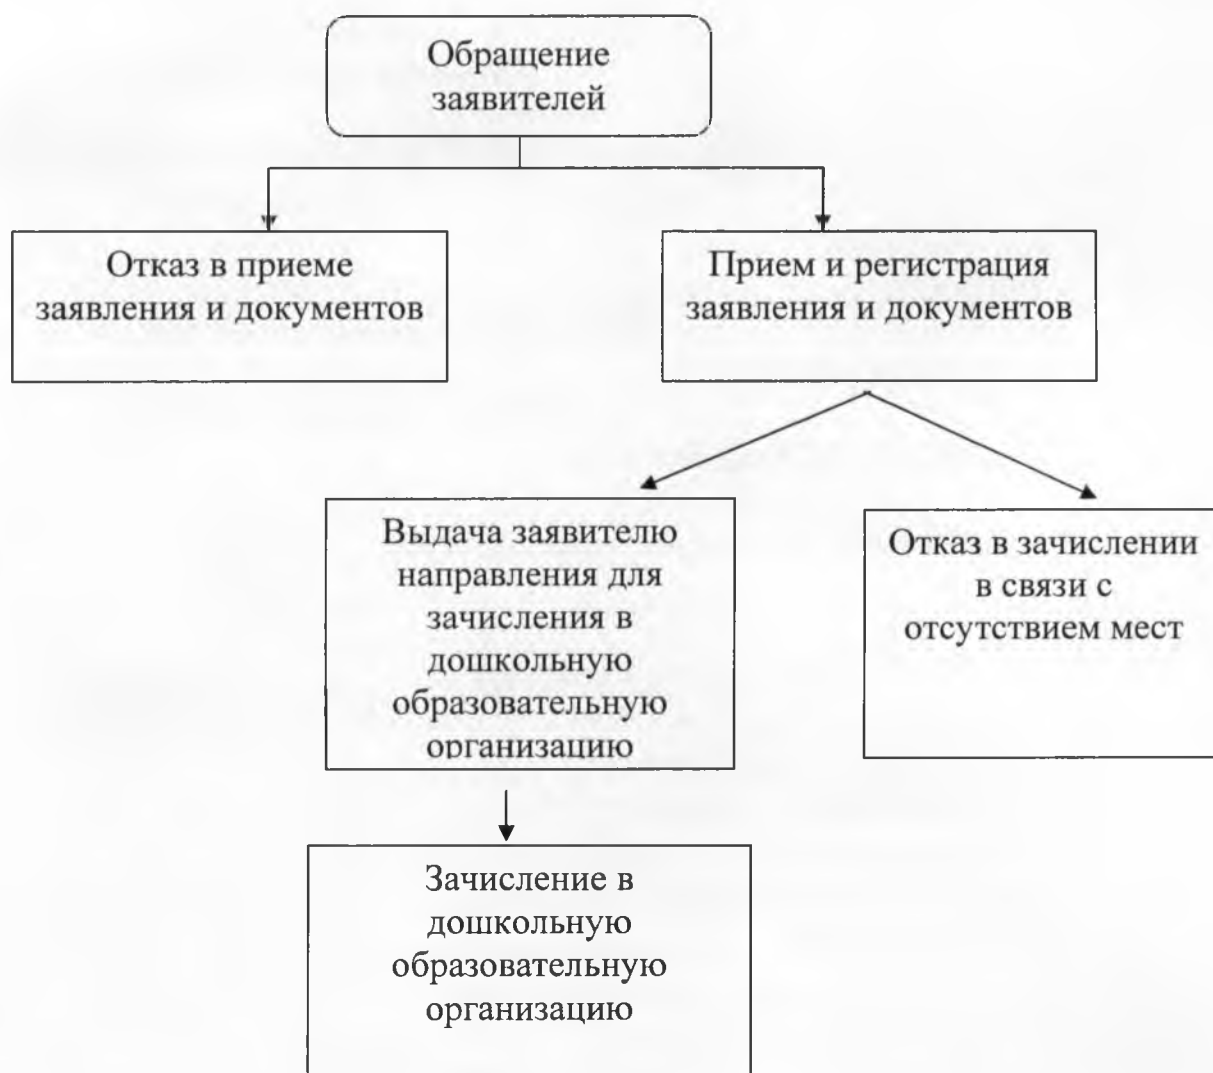 Обращение
заявителей
Отказ в приеме
заявления и документов
Прием и регистрация
заявления и документов
Выдача заявителю
направления для
зачисления в
дошкольную
образовательную
организацию
Отказ в зачислении
в связи с
отсутствием мест
Зачисление в
дошкольную
образовательную
организацию